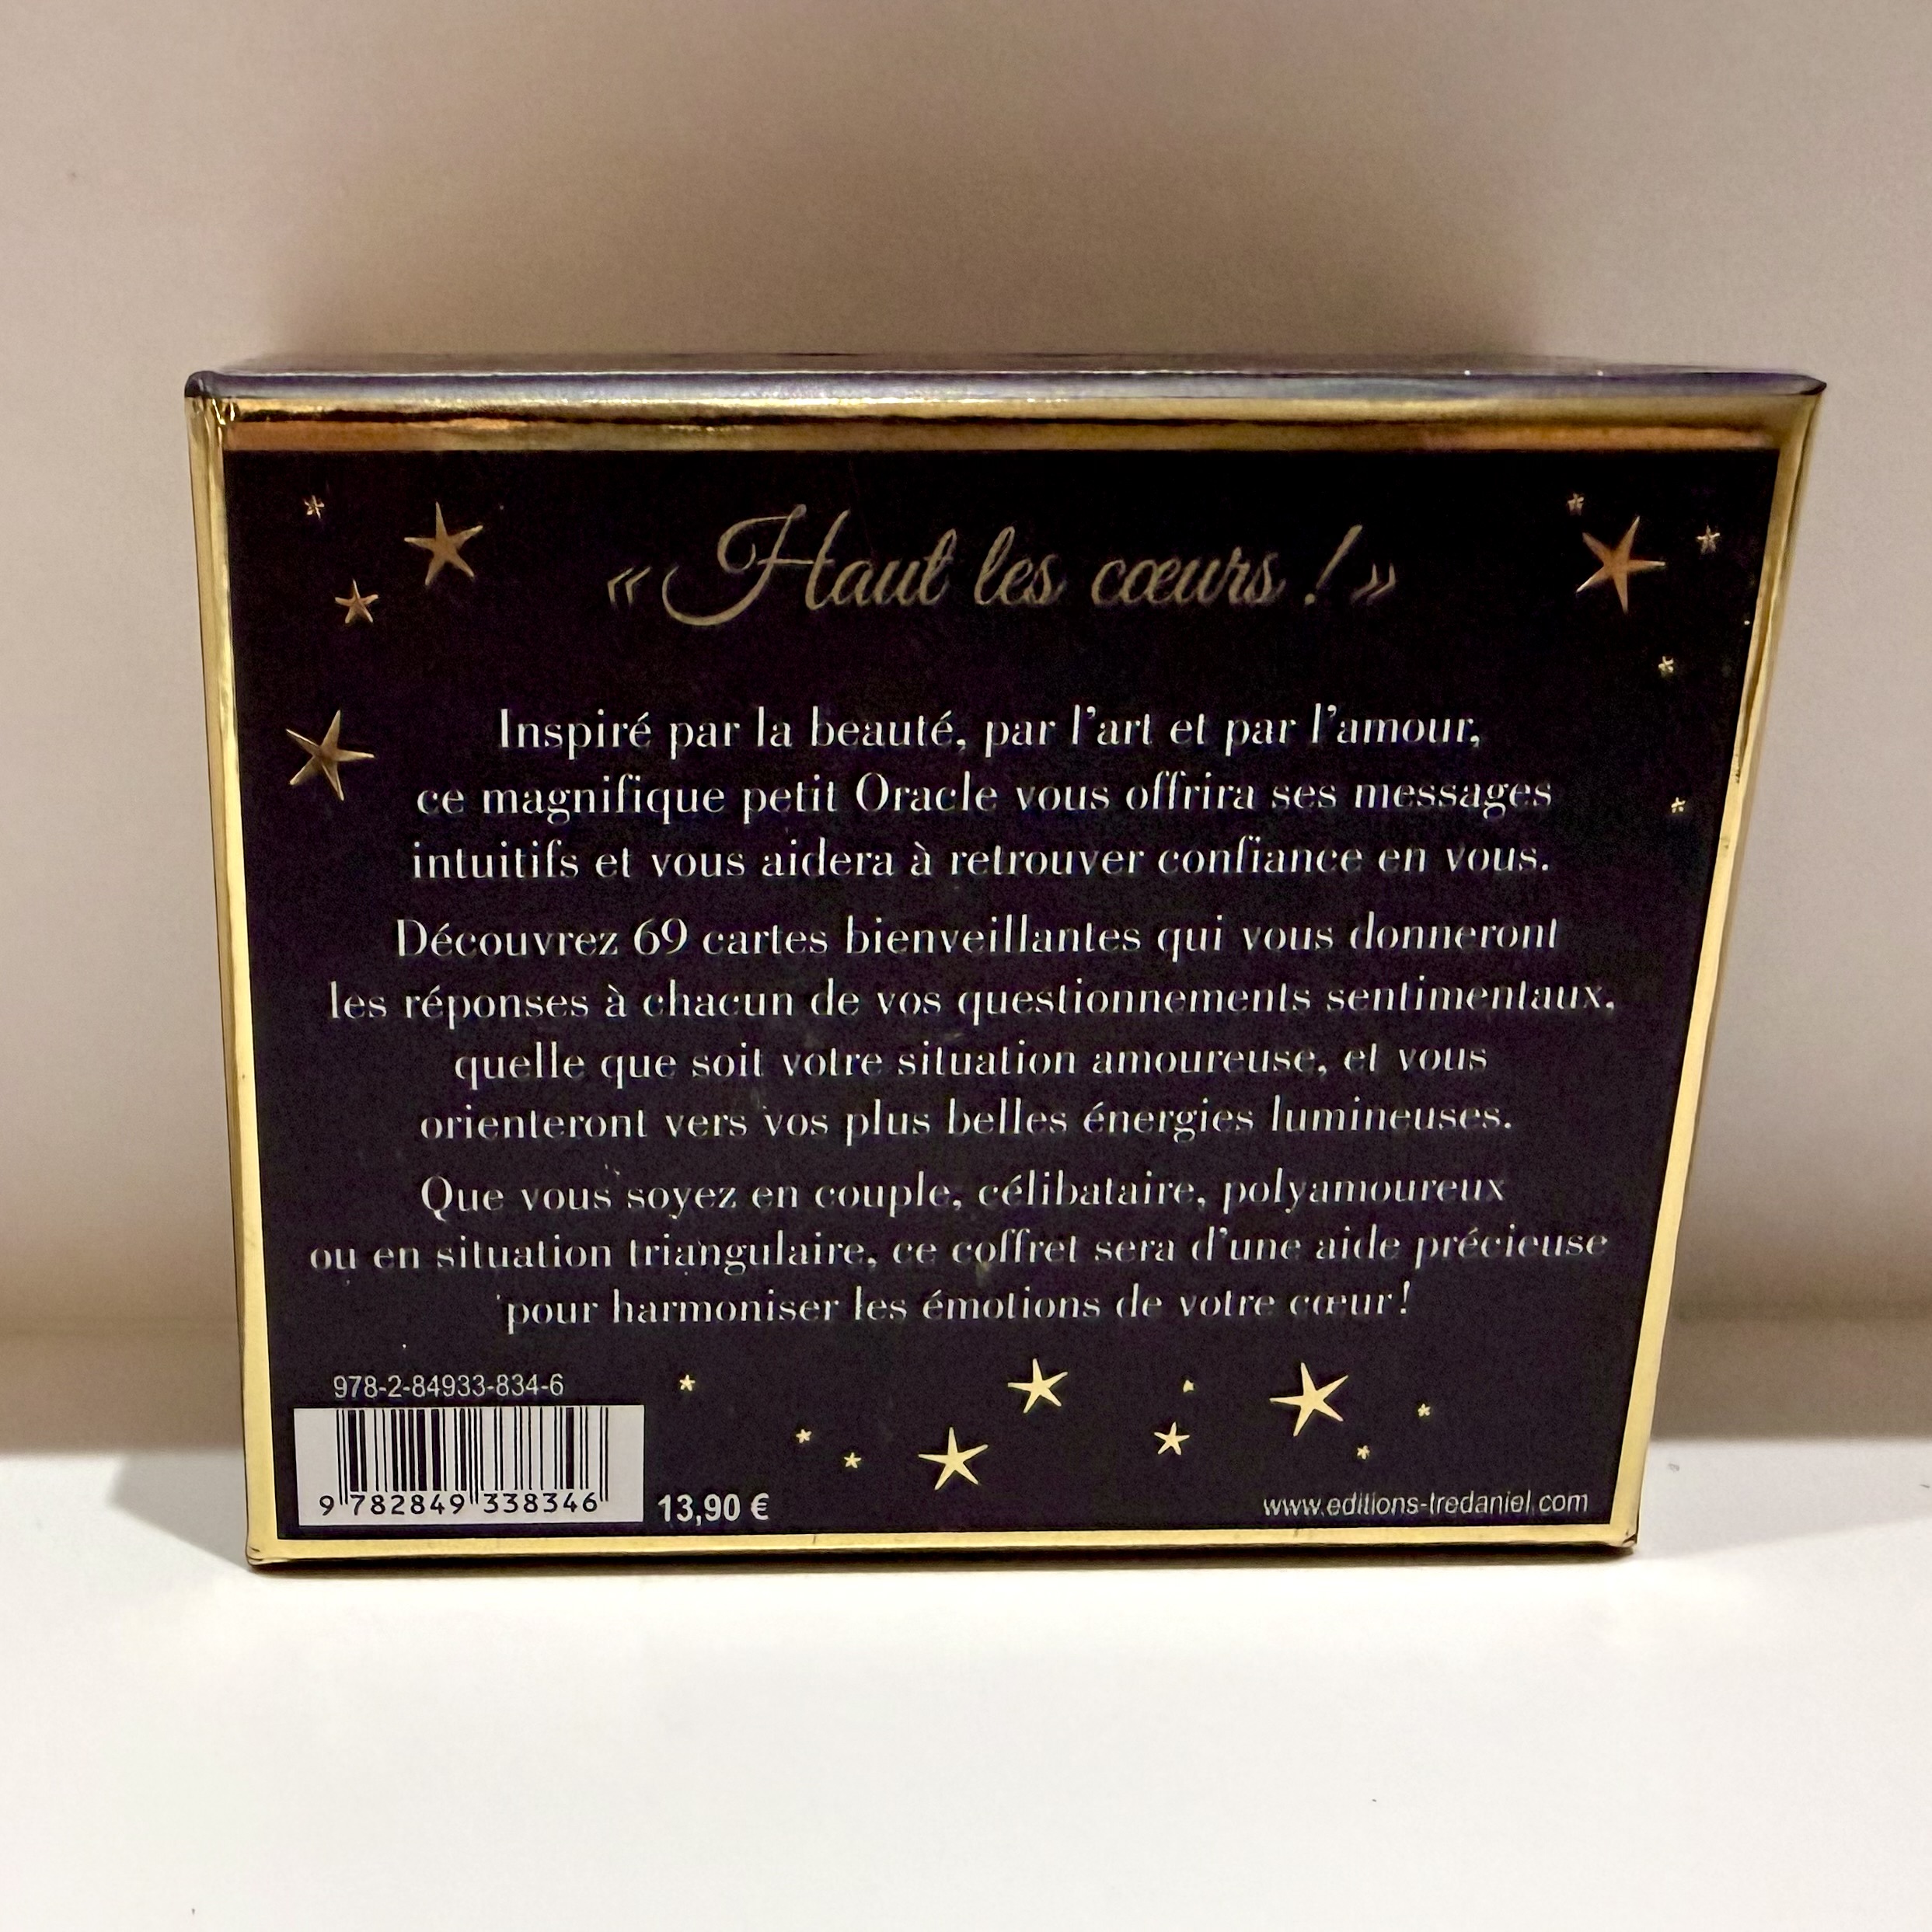 « Haut les cœurs ! »
Inspiré par la beauté, par l'art et par l'amour,
ce magnifique petit Oracle vous offrira ses messages
intuitifs et vous aidera à retrouver confiance en vous.
Découvrez 69 cartes bienveillantes qui vous donneront
les réponses à chacun de vos questionnements sentimentaux,
quelle que soit votre situation amoureuse, et vous
orienteront vers vos plus belles énergies lumineuses.
Que vous soyez en couple, célibataire, polyamoureux
ou en situation triangulaire, ce coffret sera d'une aide précieuse
pour harmoniser les émotions de votre cœur !
978-2-84933-834-6
9 782849 338346
13,90 €
www.editions-tredaniel.com